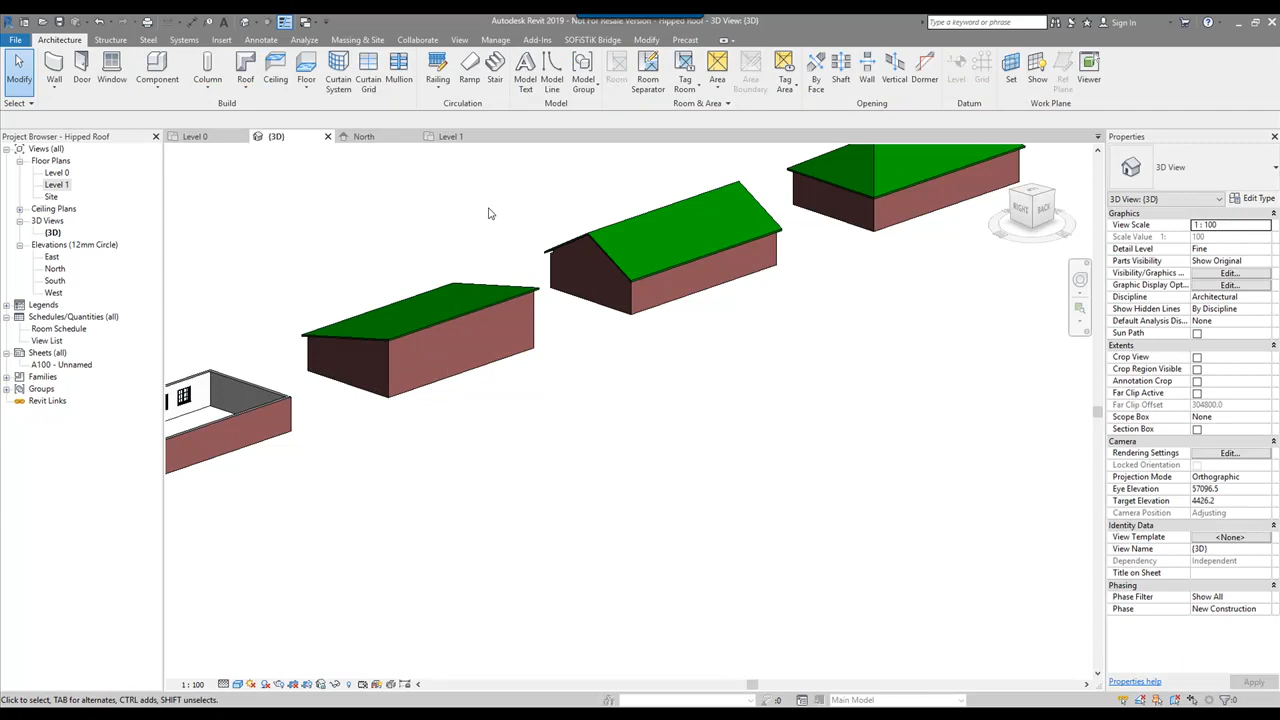 Autodesk Revit 2019 - Not For Resale Version - Hipped Roof - 3D View: {3D}
Type a keyword or phrase
Sign In
File Architecture Structure Steel Systems Insert Annotate Analyze Massing & Site Collaborate View Manage Add-Ins SOFiSTiK Bridge Modify Precast
Modify Wall Door Window Component Column Roof Ceiling Floor Curtain System Curtain Grid Mullion Railing Ramp Stair Model Text Model Line Model Group Room Room Separator Tag Room Area Area Boundary Tag Area By Face Shaft Wall Vertical Dormer Level Grid Set Show Ref Plane Viewer
Select Build Circulation Model Room & Area Opening Datum Work Plane
Project Browser - Hipped Roof
Level 0 {3D} North Level 1
Properties
Views (all)
Floor Plans
Level 0
Level 1
Site
Ceiling Plans
3D Views
{3D}
Elevations (12mm Circle)
East
North
South
West
Legends
Schedules/Quantities (all)
Room Schedule
View List
Sheets (all)
A100 - Unnamed
Families
Groups
Revit Links
RIGHT BACK
3D View
3D View: {3D} Edit Type
Graphics
View Scale 1 : 100
Scale Value 1: 100
Detail Level Fine
Parts Visibility Show Original
Visibility/Graphics ... Edit...
Graphic Display Opt... Edit...
Discipline Architectural
Show Hidden Lines By Discipline
Default Analysis Dis... None
Sun Path
Extents
Crop View
Crop Region Visible
Annotation Crop
Far Clip Active
Far Clip Offset 304800.0
Scope Box None
Section Box
Camera
Rendering Settings Edit...
Locked Orientation
Projection Mode Orthographic
Eye Elevation 57096.5
Target Elevation 4426.2
Camera Position Adjusting
Identity Data
View Template <None>
View Name {3D}
Dependency Independent
Title on Sheet
Phasing
Phase Filter Show All
Phase New Construction
Properties help Apply
1 : 100
Click to select, TAB for alternates, CTRL adds, SHIFT unselects.
:0
Main Model
:0